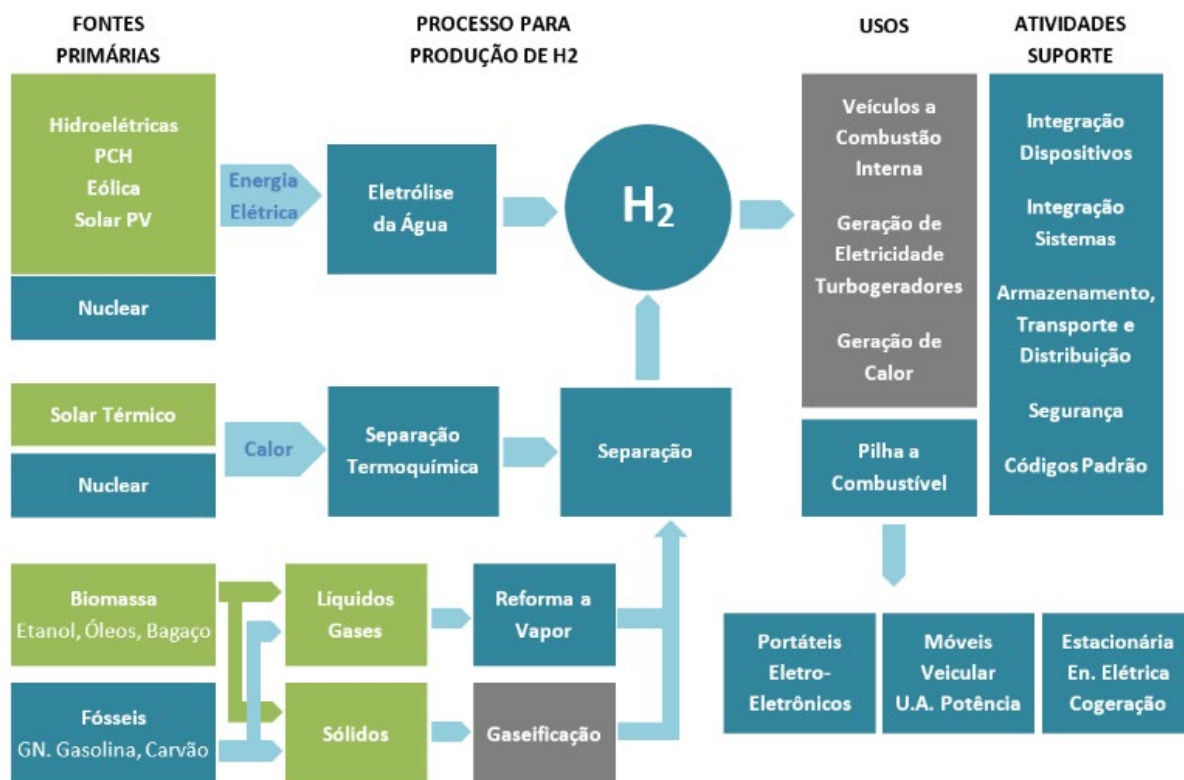 FONTES
PRIMÁRIAS
PROCESSO PARA
PRODUÇÃO DE H2
USOS
ATIVIDADES
SUPORTE
Hidroelétricas
PCH
Eólica
Solar PV
Nuclear
Energia
Elétrica
Eletrólise
da Água
H2
Veículos a
Combustão
Interna
Geração de
Eletricidade
Turbogeradores
Geração de
Calor
Pilha a
Combustível
Integração
Dispositivos
Integração
Sistemas
Armazenamento,
Transporte e
Distribuição
Segurança
Códigos Padrão
Solar Térmico
Nuclear
Calor
Separação
Termoquímica
Separação
Biomassa
Etanol, Óleos, Bagaço
Líquidos
Gases
Reforma a
Vapor
Fósseis
GN. Gasolina, Carvão
Sólidos
Gaseificação
Portáteis
Eletro-
Eletrônicos
Móveis
Veicular
U.A. Potência
Estacionária
En. Elétrica
Cogeração